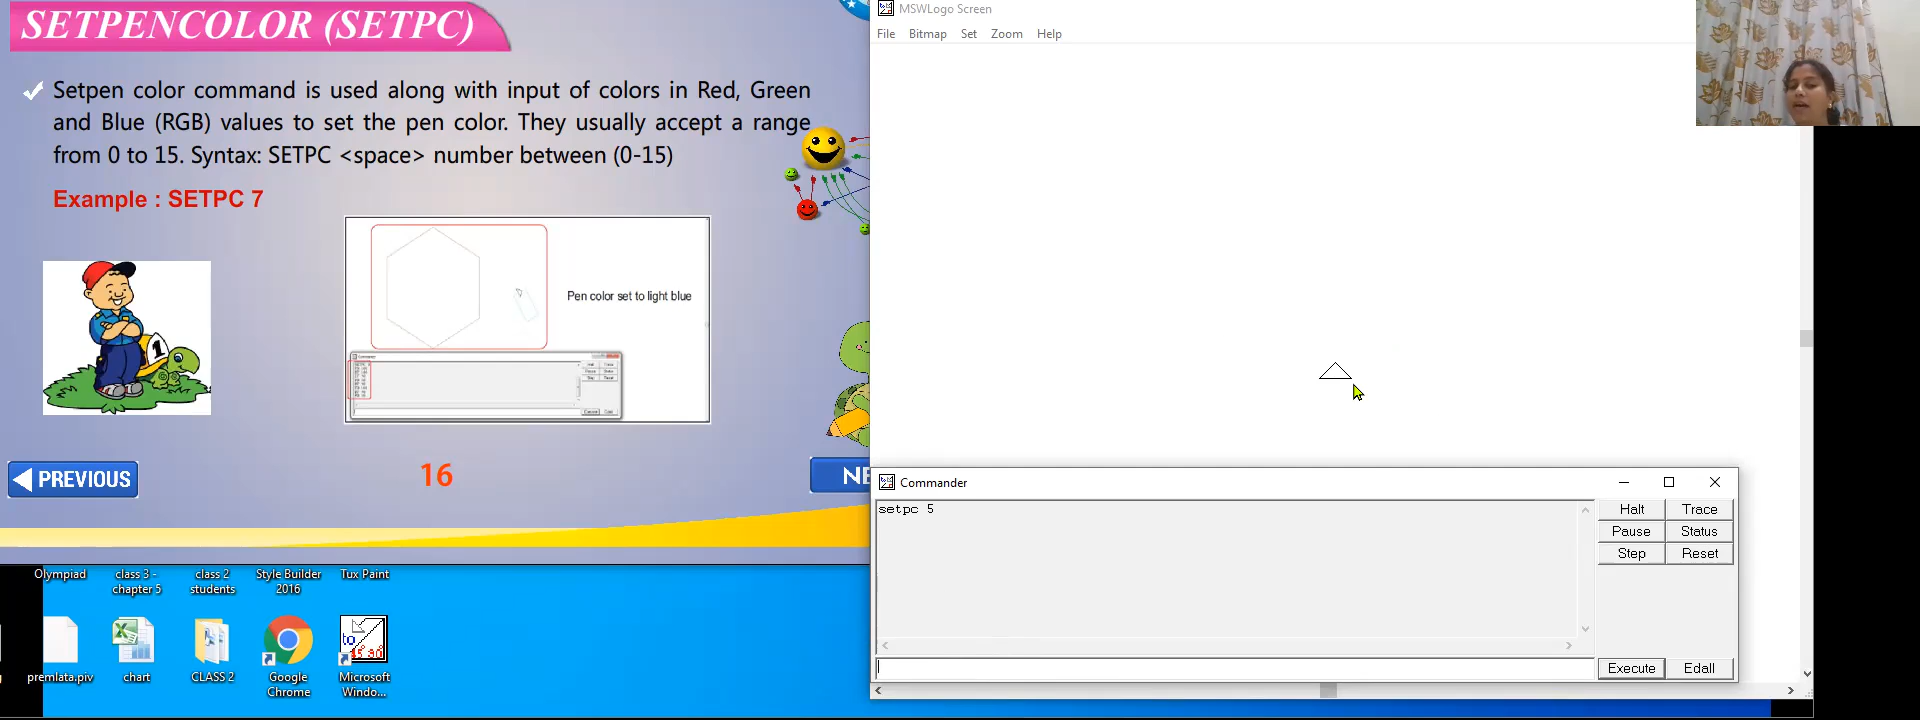 SETPENCOLOR (SETPC)
Setpen color command is used along with input of colors in Red, Green
and Blue (RGB) values to set the pen color. They usually accept a range
from 0 to 15. Syntax: SETPC <space> number between (0-15)
Example : SETPC 7
Pen color set to light blue
1
PREVIOUS
16
NE
Olympiad
class 3 -
chapter 5
class 2
students
Style Builder
2016
Tux Paint
premlata.piv
chart
CLASS 2
Google
Chrome
to
Microsoft
Windo...
MSWLogo Screen
File Bitmap Set Zoom Help
Commander
setpc 5
Halt Trace
Pause Status
Step Reset
Execute Edall